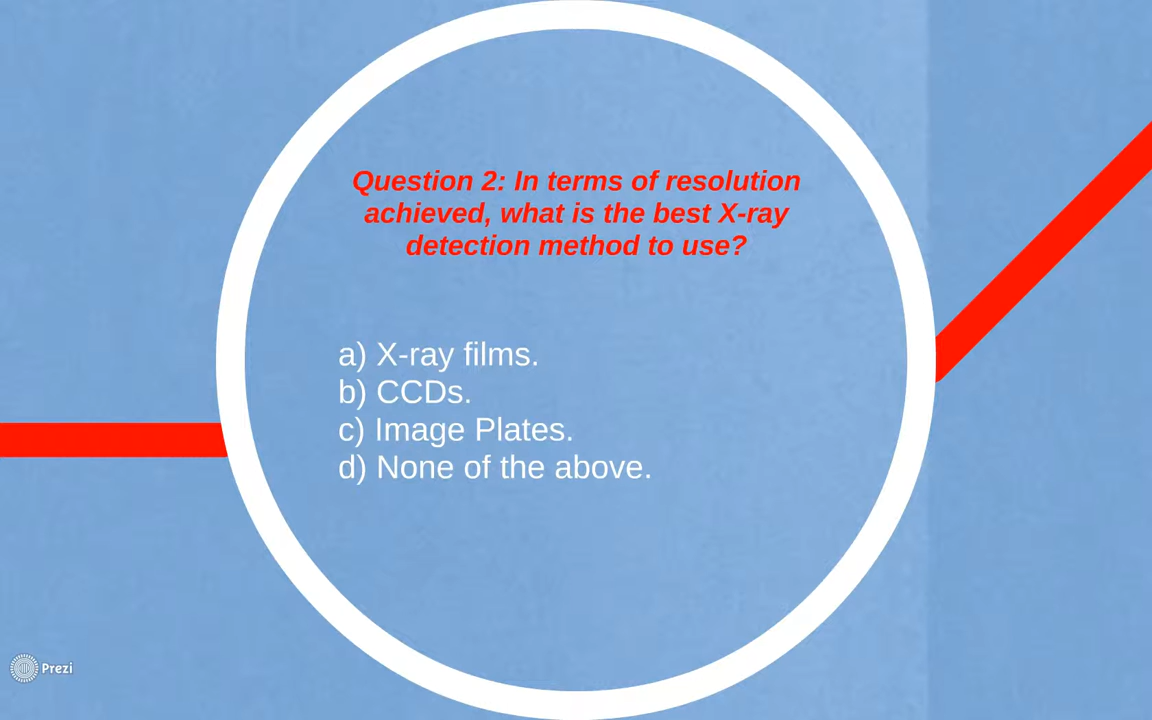 Question 2: In terms of resolution
achieved, what is the best X-ray
detection method to use?
a) X-ray films.
b) CCDs.
c) Image Plates.
d) None of the above.
Prezi